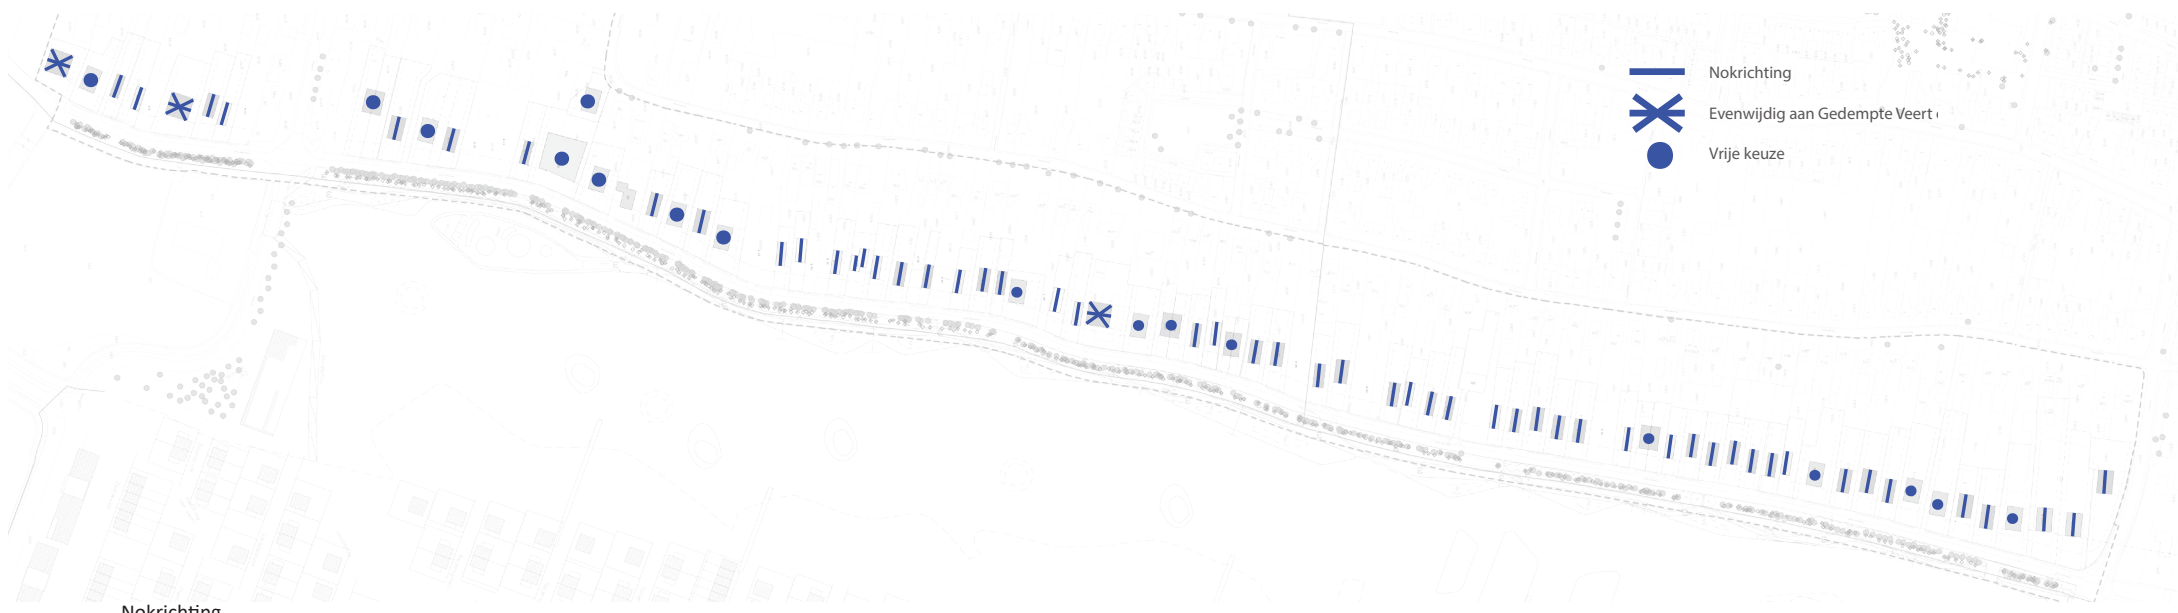 Nokrichting
Evenwijdig aan Gedempte Veert
Vrije keuze
Nokrichting